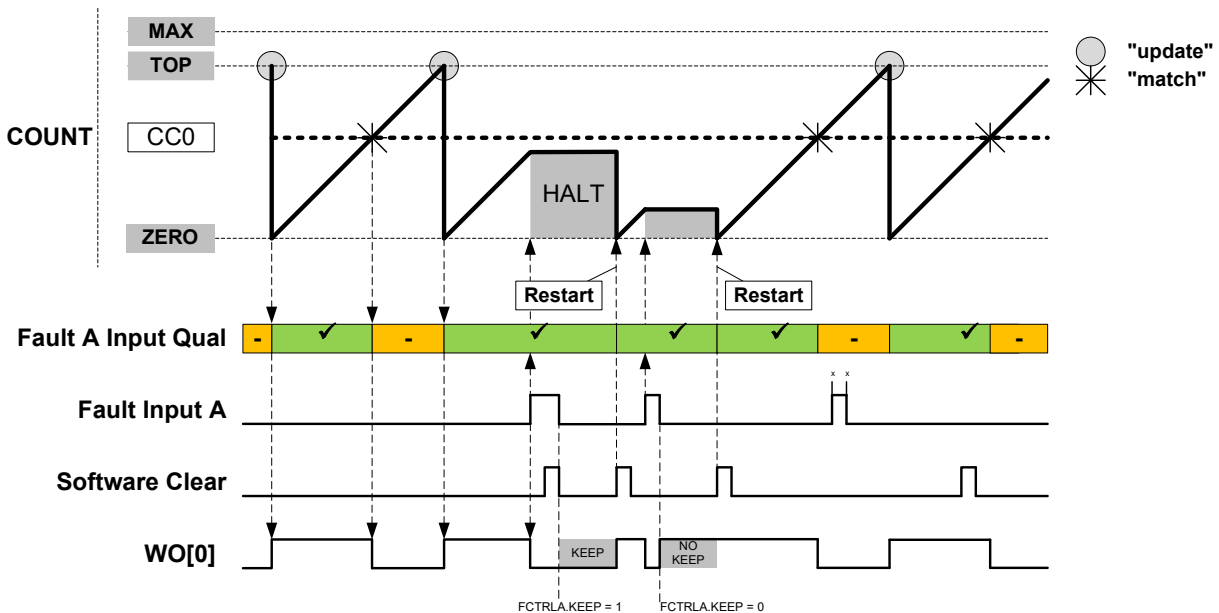 MAX
TOP
"update"
"match"
COUNT
CC0
HALT
ZERO
Restart
Restart
Fault A Input Qual
- ✓ - ✓ ✓ ✓ - ✓ -
x x
Fault Input A
Software Clear
WO[0]
KEEP
NO
KEEP
FCTRLA.KEEP = 1
FCTRLA.KEEP = 0